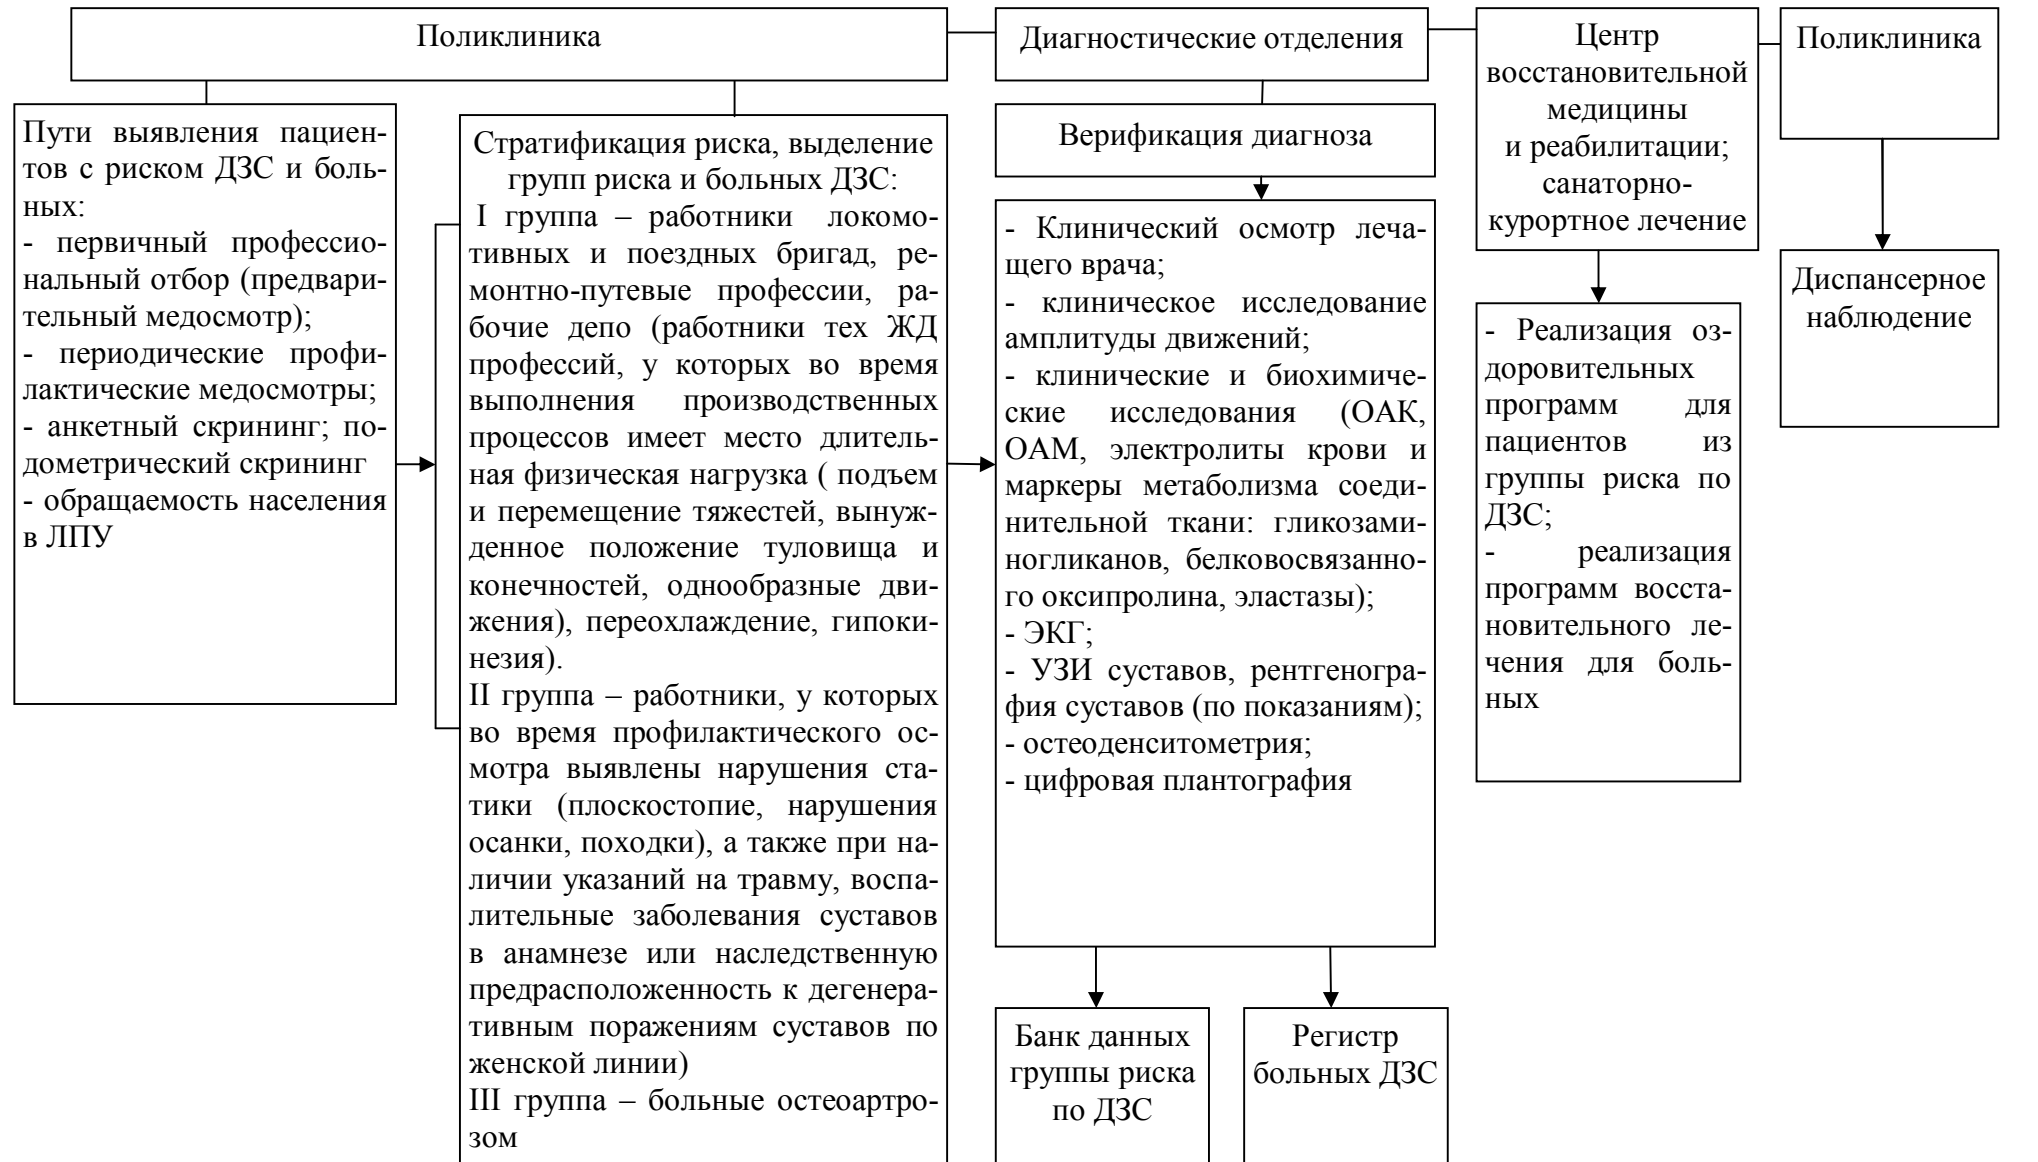 Поликлиника
Пути выявления пациен-
тов с риском ДЗС и боль-
ных:
- первичный профессио-
нальный отбор (предвари-
тельный медосмотр);
- периодические профи-
лактические медосмотры;
- анкетный скрининг; по-
дометрический скрининг
- обращаемость населения
в ЛПУ
Стратификация риска, выделение
групп риска и больных ДЗС:
I группа – работники локомо-
тивных и поездных бригад, ре-
монтно-путевые профессии, ра-
бочие депо (работники тех ЖД
профессий, у которых во время
выполнения производственных
процессов имеет место длитель-
ная физическая нагрузка ( подъем
и перемещение тяжестей, вынуж-
денное положение туловища и
конечностей, однообразные дви-
жения), переохлаждение, гипоки-
незия).
II группа – работники, у которых
во время профилактического ос-
мотра выявлены нарушения ста-
тики (плоскостопие, нарушения
осанки, походки), а также при на-
личии указаний на травму, воспа-
лительные заболевания суставов
в анамнезе или наследственную
предрасположенность к дегенера-
тивным поражениям суставов по
женской линии)
III группа – больные остеоартро-
зом
Диагностические отделения
Верификация диагноза
- Клинический осмотр леча-
щего врача;
- клиническое исследование
амплитуды движений;
- клинические и биохимиче-
ские исследования (ОАК,
ОАМ, электролиты крови и
маркеры метаболизма соеди-
нительной ткани: гликозами-
ногликанов, белковосвязанно-
го оксипролина, эластазы);
- ЭКГ;
- УЗИ суставов, рентгеногра-
фия суставов (по показаниям);
- остеоденситометрия;
- цифровая плантография
Банк данных
группы риска
по ДЗС
Регистр
больных ДЗС
Центр
восстановительной
медицины
и реабилитации;
санаторно-
курортное лечение
- Реализация оз-
доровительных
программ для
пациентов из
группы риска по
ДЗС;
- реализация
программ восста-
новительного ле-
чения для боль-
ных
Поликлиника
Диспансерное
наблюдение